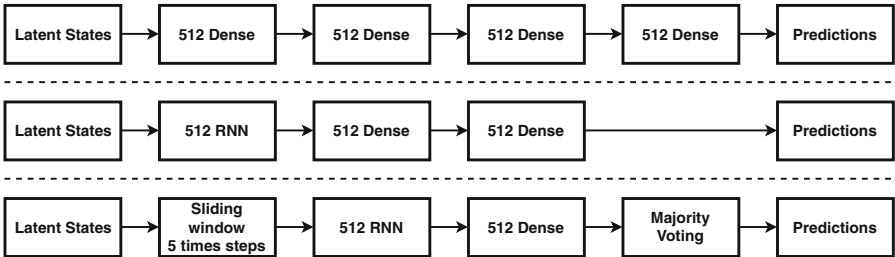 Latent States 512 Dense 512 Dense 512 Dense 512 Dense Predictions
Latent States 512 RNN 512 Dense 512 Dense Predictions
Latent States Sliding window 5 times steps 512 RNN 512 Dense Majority Voting Predictions